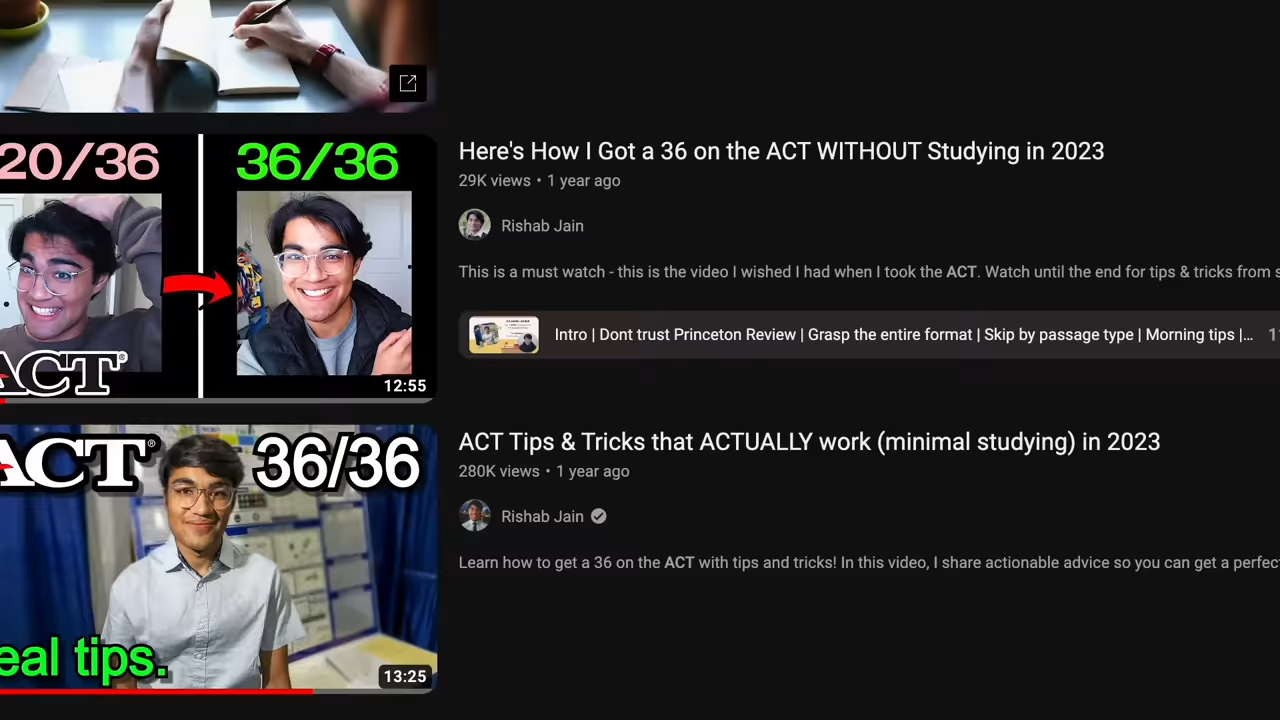 20/36
36/36
ACT®
12:55
Here's How I Got a 36 on the ACT WITHOUT Studying in 2023
29K views • 1 year ago
Rishab Jain
This is a must watch - this is the video I wished I had when I took the ACT. Watch until the end for tips & tricks from
Intro | Dont trust Princeton Review | Grasp the entire format | Skip by passage type | Morning tips |...
ACT®
36/36
eal tips.
13:25
ACT Tips & Tricks that ACTUALLY work (minimal studying) in 2023
280K views • 1 year ago
Rishab Jain
Learn how to get a 36 on the ACT with tips and tricks! In this video, I share actionable advice so you can get a perfec